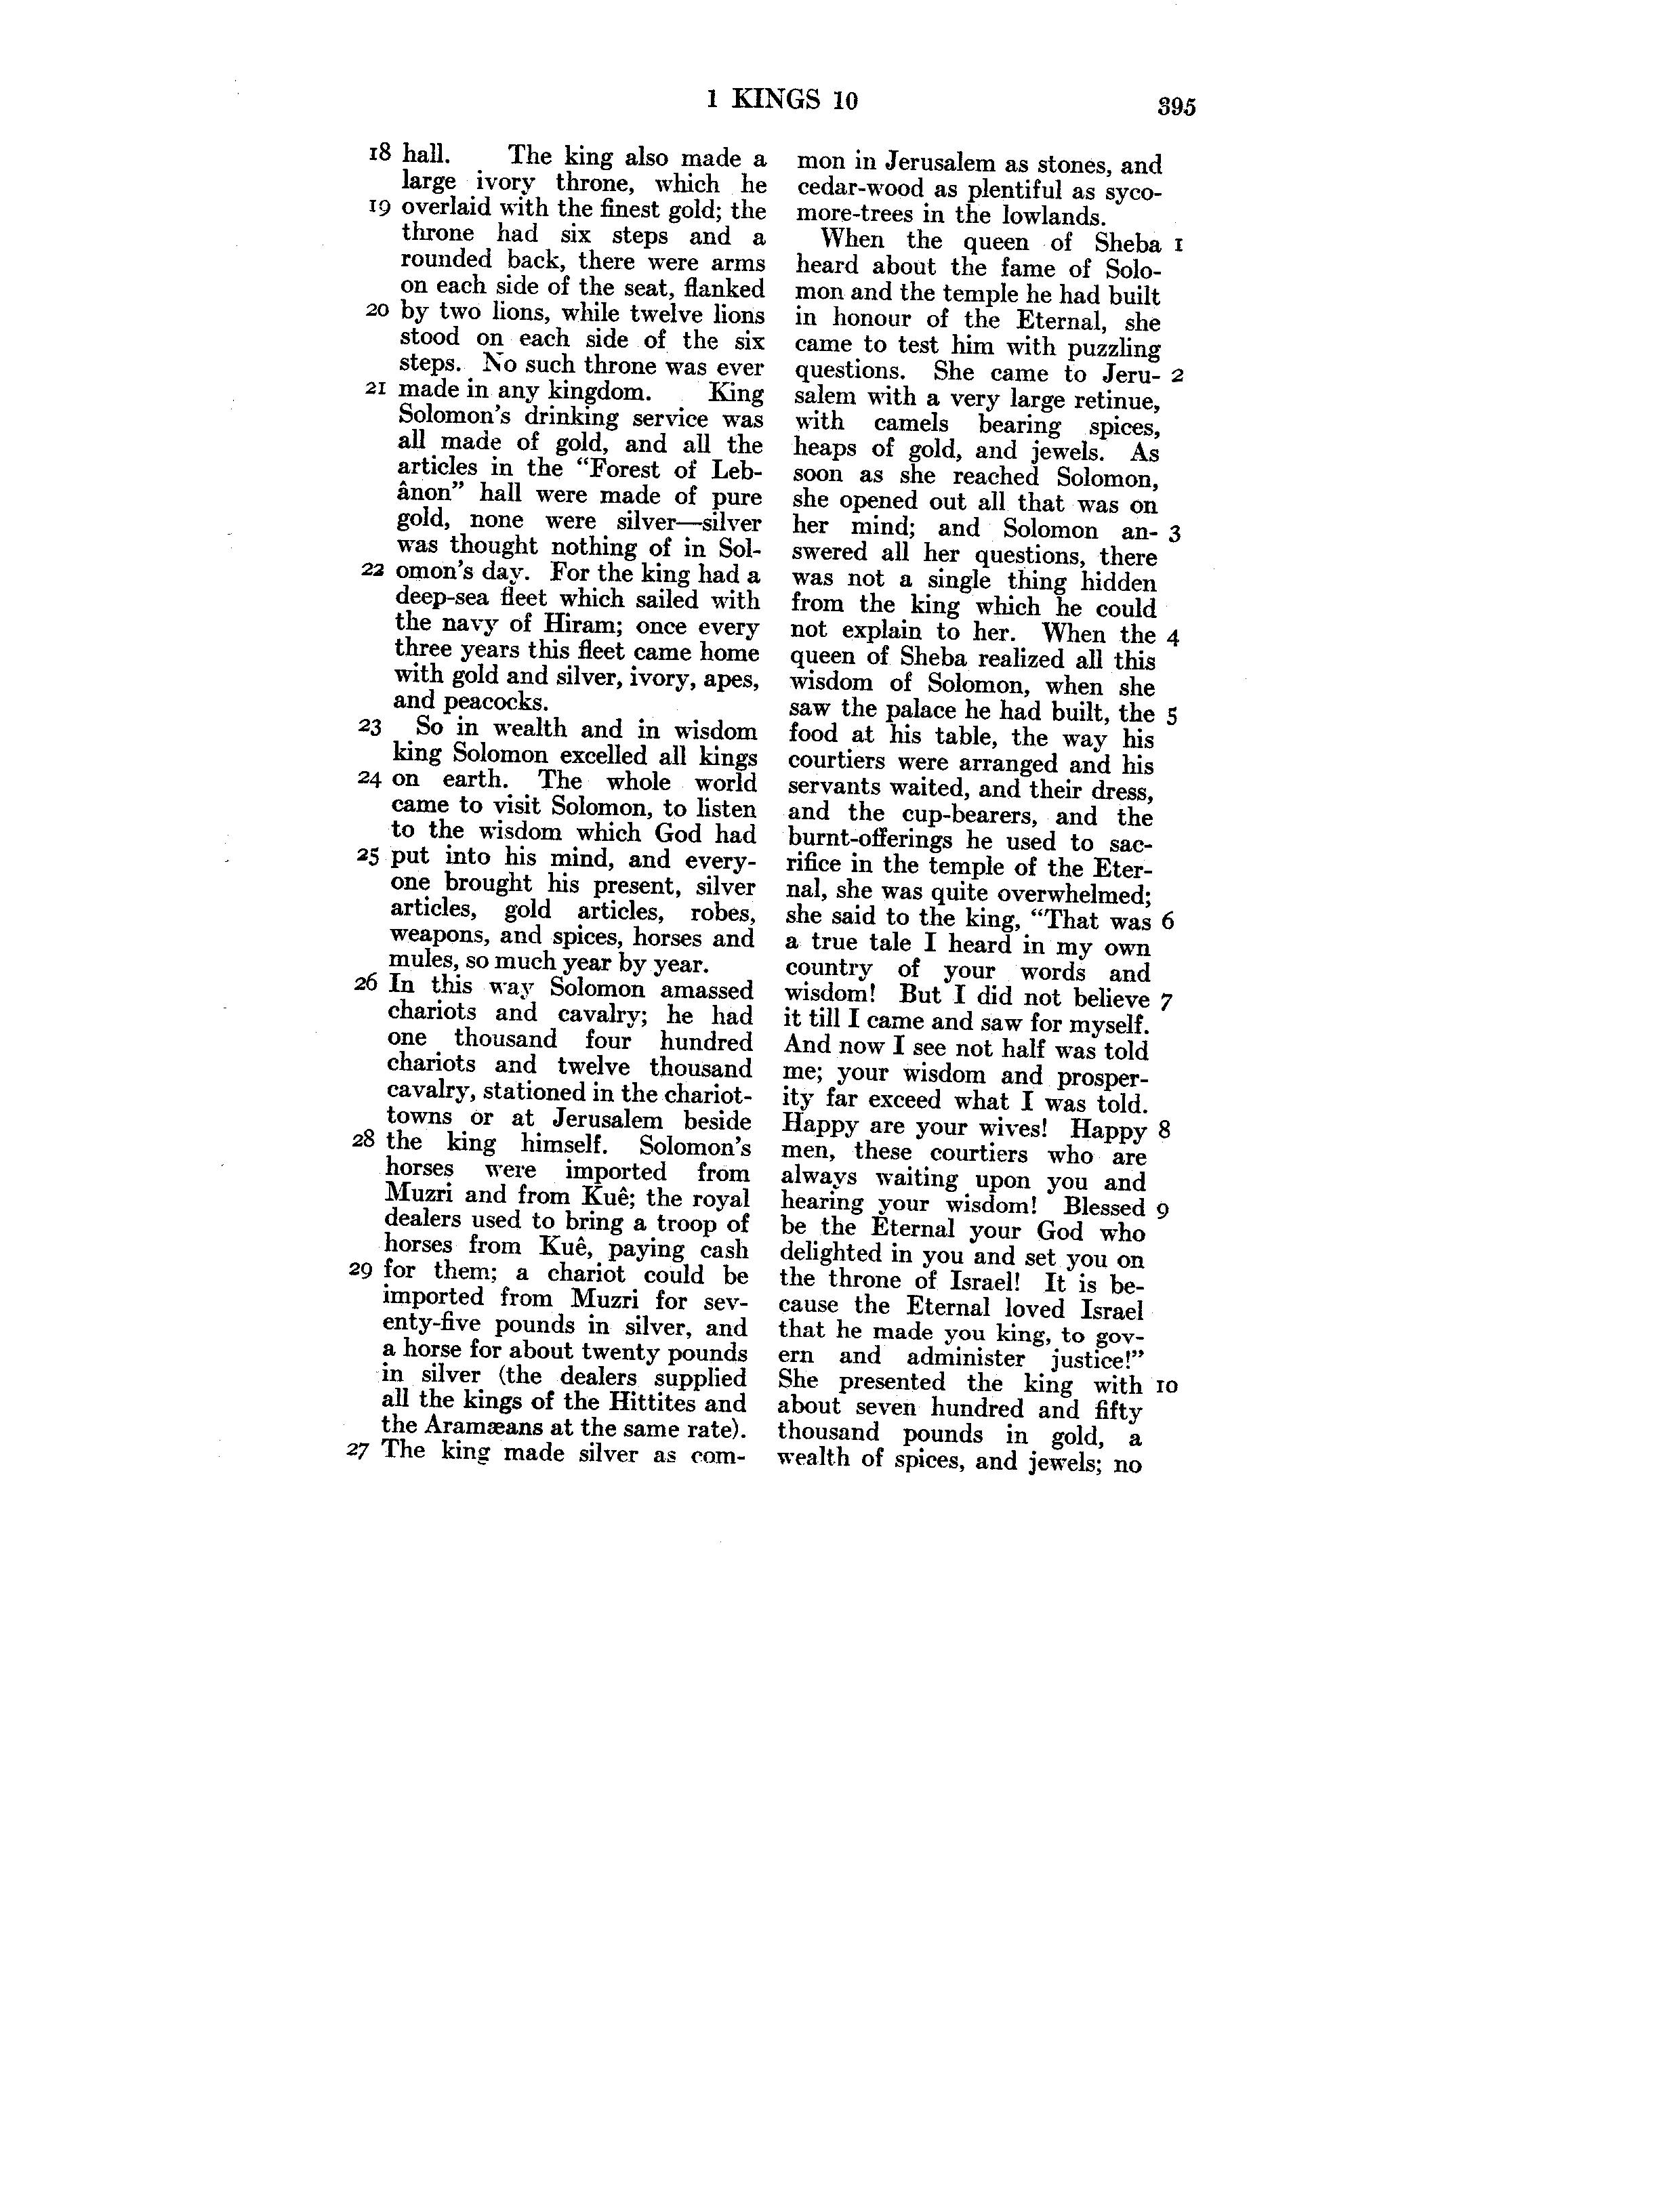 1 KINGS 10
395
18 hall. The king also made a
large ivory throne, which he
19 overlaid with the finest gold; the
throne had six steps and a
rounded back, there were arms
on each side of the seat, flanked
20 by two lions, while twelve lions
stood on each side of the six
steps. No such throne was ever
21 made in any kingdom. King
Solomon's drinking service was
all made of gold, and all the
articles in the “Forest of Leb-
ânon” hall were made of pure
gold, none were silver—silver
was thought nothing of in Sol-
22 omon's day. For the king had a
deep-sea fleet which sailed with
the navy of Hiram; once every
three years this fleet came home
with gold and silver, ivory, apes,
and peacocks.
23 So in wealth and in wisdom
king Solomon excelled all kings
24 on earth. The whole world
came to visit Solomon, to listen
to the wisdom which God had
25 put into his mind, and every-
one brought his present, silver
articles, gold articles, robes,
weapons, and spices, horses and
mules, so much year by year.
26 In this way Solomon amassed
chariots and cavalry; he had
one thousand four hundred
chariots and twelve thousand
cavalry, stationed in the chariot-
towns or at Jerusalem beside
28 the king himself. Solomon's
horses were imported from
Muzri and from Kuê; the royal
dealers used to bring a troop of
horses from Kuê, paying cash
29 for them; a chariot could be
imported from Muzri for sev-
enty-five pounds in silver, and
a horse for about twenty pounds
in silver (the dealers supplied
all the kings of the Hittites and
the Aramæans at the same rate).
27 The king made silver as com-
mon in Jerusalem as stones, and
cedar-wood as plentiful as syco-
more-trees in the lowlands.
When the queen of Sheba 1
heard about the fame of Solo-
mon and the temple he had built
in honour of the Eternal, she
came to test him with puzzling
questions. She came to Jeru- 2
salem with a very large retinue,
with camels bearing spices,
heaps of gold, and jewels. As
soon as she reached Solomon,
she opened out all that was on
her mind; and Solomon an- 3
swered all her questions, there
was not a single thing hidden
from the king which he could
not explain to her. When the 4
queen of Sheba realized all this
wisdom of Solomon, when she
saw the palace he had built, the 5
food at his table, the way his
courtiers were arranged and his
servants waited, and their dress,
and the cup-bearers, and the
burnt-offerings he used to sac-
rifice in the temple of the Eter-
nal, she was quite overwhelmed;
she said to the king, “That was 6
a true tale I heard in my own
country of your words and
wisdom! But I did not believe 7
it till I came and saw for myself.
And now I see not half was told
me; your wisdom and prosper-
ity far exceed what I was told.
Happy are your wives! Happy 8
men, these courtiers who are
always waiting upon you and
hearing your wisdom! Blessed 9
be the Eternal your God who
delighted in you and set you on
the throne of Israel! It is be-
cause the Eternal loved Israel
that he made you king, to gov-
ern and administer justice!”
She presented the king with 10
about seven hundred and fifty
thousand pounds in gold, a
wealth of spices, and jewels; no